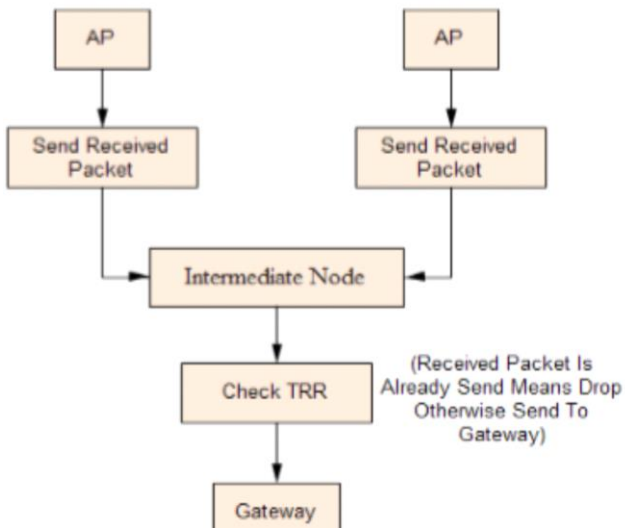 AP
AP
Send Received
Packet
Send Received
Packet
Intermediate Node
Check TRR
(Received Packet Is
Already Send Means Drop
Otherwise Send To
Gateway)
Gateway